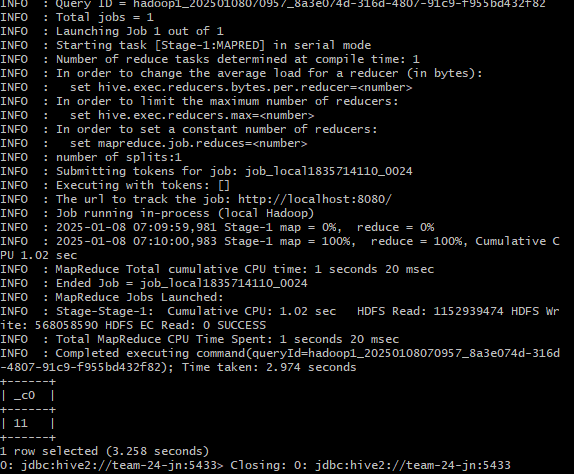 INFO  : Query ID = hadoop1_20250108070957_8a3e074d-316d-4807-91c9-f955bd432f82
INFO  : Total jobs = 1
INFO  : Launching Job 1 out of 1
INFO  : Starting task [Stage-1:MAPRED] in serial mode
INFO  : Number of reduce tasks determined at compile time: 1
INFO  : In order to change the average load for a reducer (in bytes):
INFO  :   set hive.exec.reducers.bytes.per.reducer=<number>
INFO  : In order to limit the maximum number of reducers:
INFO  :   set hive.exec.reducers.max=<number>
INFO  : In order to set a constant number of reducers:
INFO  :   set mapreduce.job.reduces=<number>
INFO  : number of splits:1
INFO  : Submitting tokens for job: job_local1835714110_0024
INFO  : Executing with tokens: []
INFO  : The url to track the job: http://localhost:8080/
INFO  : Job running in-process (local Hadoop)
INFO  : 2025-01-08 07:09:59,981 Stage-1 map = 0%,  reduce = 0%
INFO  : 2025-01-08 07:10:00,983 Stage-1 map = 100%,  reduce = 100%, Cumulative C
PU 1.02 sec
INFO  : MapReduce Total cumulative CPU time: 1 seconds 20 msec
INFO  : Ended Job = job_local1835714110_0024
INFO  : MapReduce Jobs Launched:
INFO  : Stage-Stage-1:  Cumulative CPU: 1.02 sec   HDFS Read: 1152939474 HDFS Wr
ite: 568058590 HDFS EC Read: 0 SUCCESS
INFO  : Total MapReduce CPU Time Spent: 1 seconds 20 msec
INFO  : Completed executing command(queryId=hadoop1_20250108070957_8a3e074d-316d
-4807-91c9-f955bd432f82); Time taken: 2.974 seconds
+------+
| _c0  |
+------+
| 11   |
+------+
1 row selected (3.258 seconds)
0: jdbc:hive2://team-24-jn:5433> Closing: 0: jdbc:hive2://team-24-jn:5433